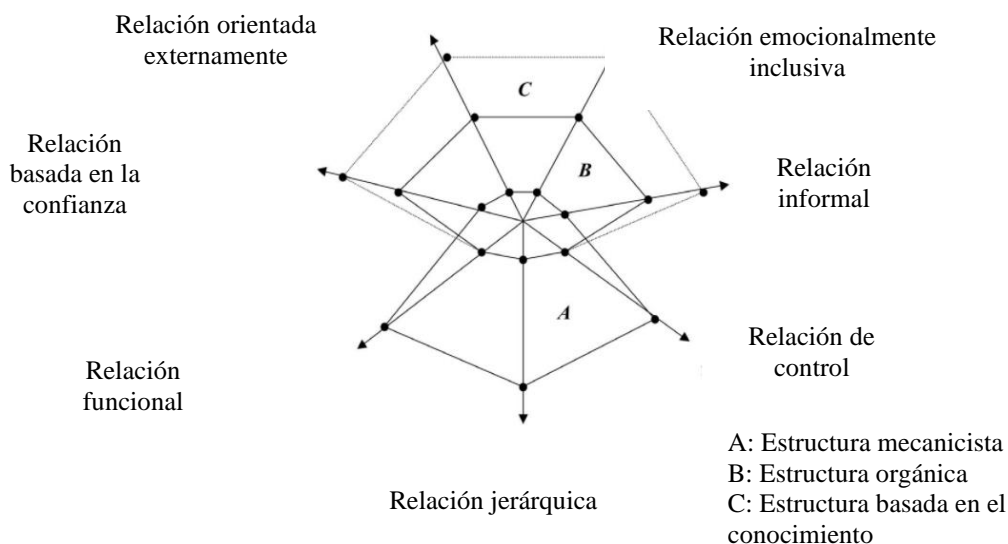 Relación orientada
externamente
Relación emocionalmente
inclusiva
C
Relación
basada en la
confianza
B
Relación
informal
A
Relación de
control
Relación
funcional
Relación jerárquica
A: Estructura mecanicista
B: Estructura orgánica
C: Estructura basada en el
conocimiento